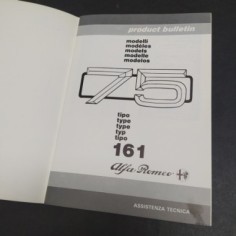 product bulletin
modelli
modèles
models
modelle
modelos
75
tipo
type
type
typ
tipo
161
Alfa Romeo
ASSISTENZA TECNICA